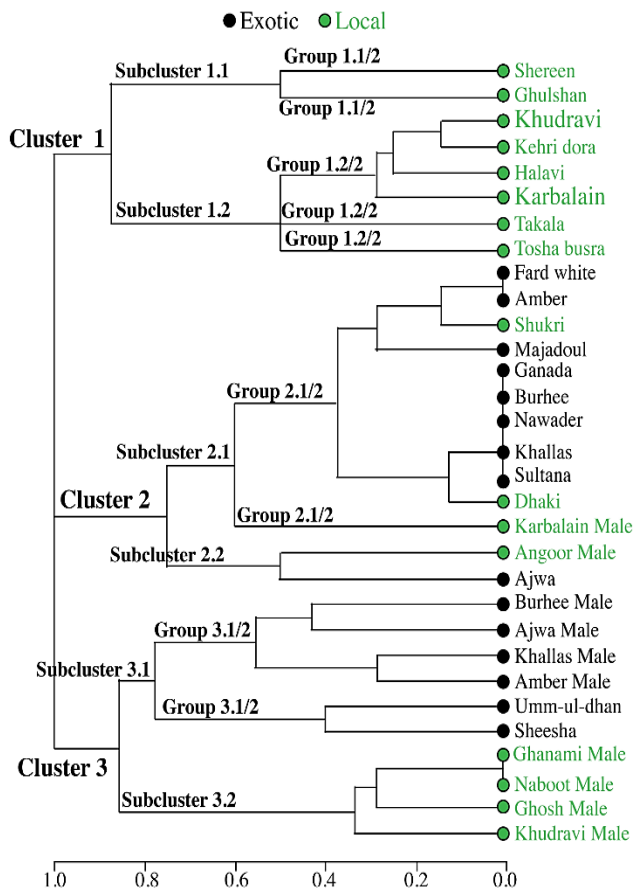 Exotic Local
Group 1.1/2
Shereen
Subcluster 1.1
Ghulshan
Group 1.1/2
Khudravi
Cluster 1
Kehri dora
Group 1.2/2
Halavi
Karbalain
Subcluster 1.2
Group 1.2/2
Takala
Group 1.2/2
Tosha busra
Fard white
Amber
Shukri
Majadoul
Ganada
Group 2.1/2
Burhee
Nawader
Subcluster 2.1
Khallas
Sultana
Cluster 2
Dhaki
Group 2.1/2
Karbalain Male
Subcluster 2.2
Angoor Male
Ajwa
Burhee Male
Group 3.1/2
Ajwa Male
Subcluster 3.1
Khallas Male
Amber Male
Group 3.1/2
Umm-ul-dhan
Sheesha
Ghanami Male
Cluster 3
Naboot Male
Subcluster 3.2
Ghosh Male
Khudravi Male
1.0 0.8 0.6 0.4 0.2 0.0